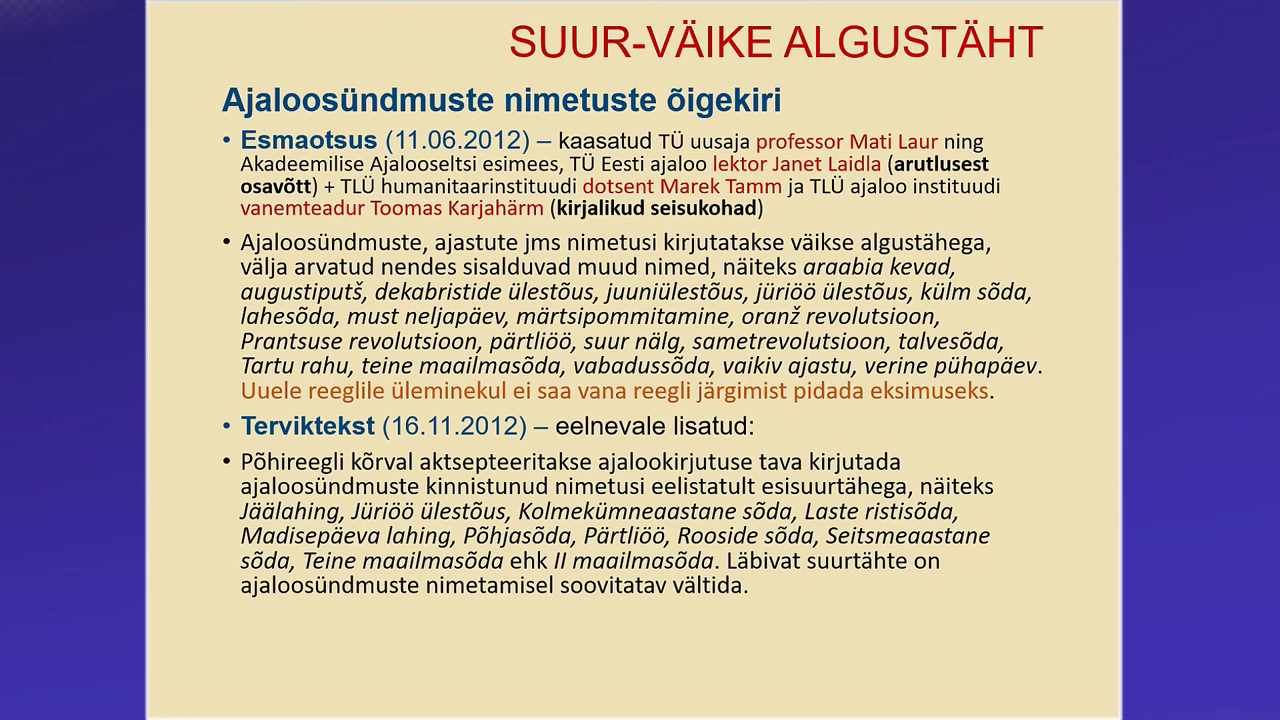 SUUR-VÄIKE ALGUSTÄHT
Ajaloosündmuste nimetuste õigekiri
• Esmaotsus (11.06.2012) – kaasatud TÜ uusaja professor Mati Laur ning
Akadeemilise Ajalooseltsi esimees, TÜ Eesti ajaloo lektor Janet Laidla (arutlusest
osavõtt) + TLÜ humanitaarinstituudi dotsent Marek Tamm ja TLÜ ajaloo instituudi
vanemteadur Toomas Karjahärm (kirjalikud seisukohad)
• Ajaloosündmuste, ajastute jms nimetusi kirjutatakse väikse algustähega,
välja arvatud nendes sisalduvad muud nimed, näiteks araabia kevad,
augustiputš, dekabristide ülestõus, juuniülestõus, jüriöö ülestõus, külm sõda,
lahesõda, must neljapäev, märtsipommitamine, oranž revolutsioon,
Prantsuse revolutsioon, pärtliöö, suur nälg, sametrevolutsioon, talvesõda,
Tartu rahu, teine maailmasõda, vabadussõda, vaikiv ajastu, verine pühapäev.
Uuele reeglile üleminekul ei saa vana reegli järgimist pidada eksimuseks.
• Terviktekst (16.11.2012) – eelnevale lisatud:
• Põhireegli kõrval aktsepteeritakse ajalookirjutuse tava kirjutada
ajaloosündmuste kinnistunud nimetusi eelistatult esisuurtähega, näiteks
Jäälahing, Jüriöö ülestõus, Kolmekümneaastane sõda, Laste ristisõda,
Madisepäeva lahing, Põhjasõda, Pärtliöö, Rooside sõda, Seitsmeaastane
sõda, Teine maailmasõda ehk II maailmasõda. Läbivat suurtähte on
ajaloosündmuste nimetamisel soovitatav vältida.